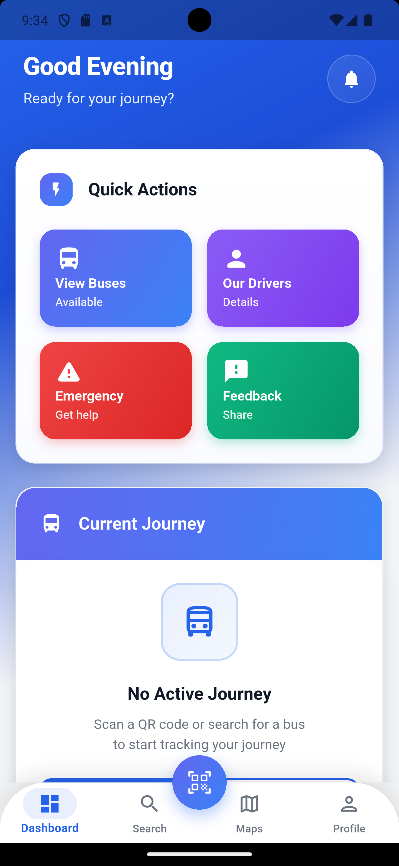 9:34
Good Evening
Ready for your journey?
Quick Actions
View Buses
Available
Our Drivers
Details
Emergency
Get help
Feedback
Share
Current Journey
No Active Journey
Scan a QR code or search for a bus
to start tracking your journey
Dashboard
Search
Maps
Profile